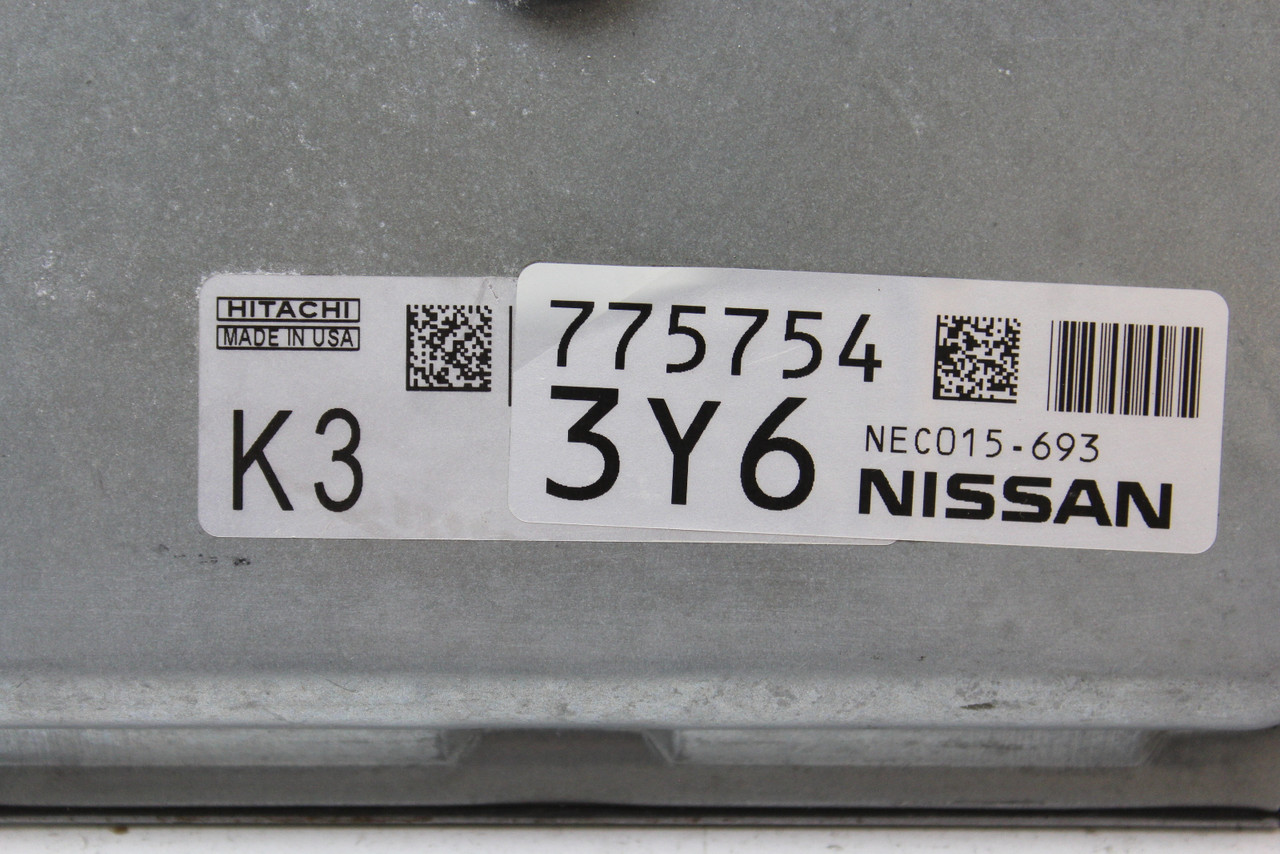 HITACHI
MADE IN USA
K3
775754
3Y6
NEC015-693
NISSAN